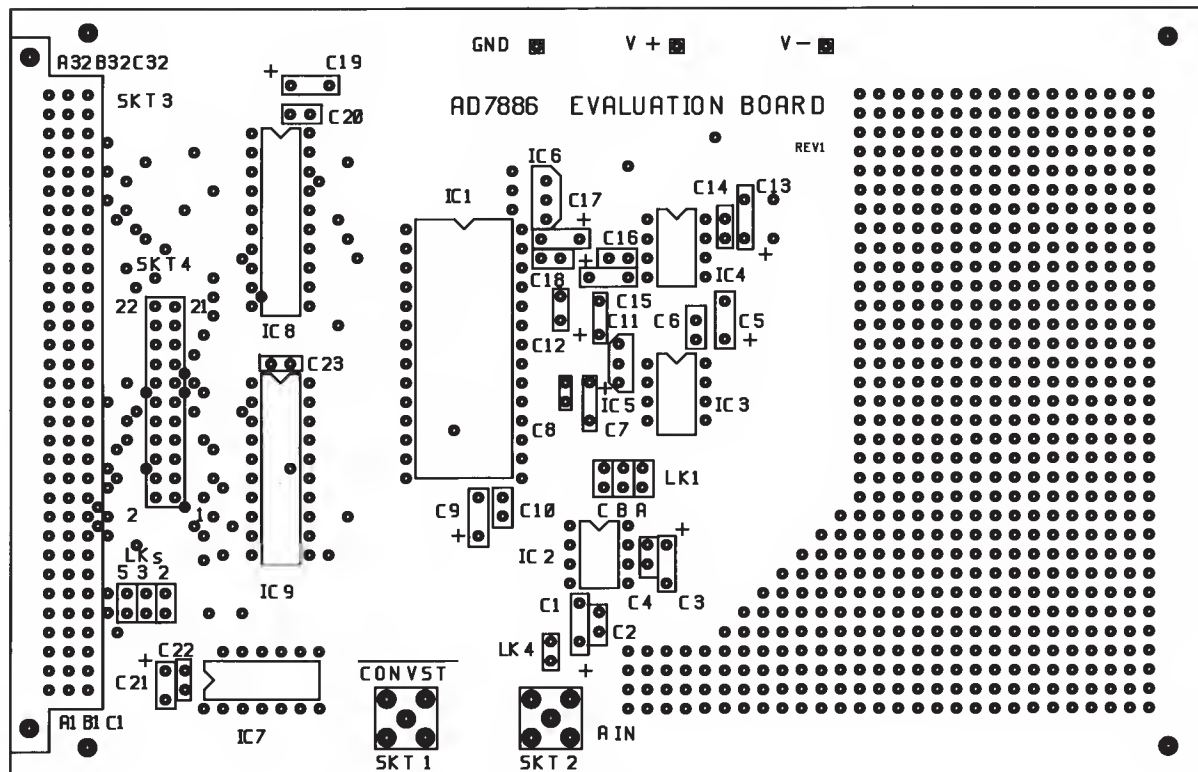 GND V+ V-
A32 B32 C32
+ C19
SKT3
AD7886 EVALUATION BOARD
C20
REV1
IC6
IC1
C14 C13
C17
+
C16
SKT4
C18 +
IC4 +
22 21
C15
IC8
C6 C5
C12 + C11 +
C23
+
IC5 IC3
C8 C7
LK1
C9 C10
C B A
2 1
+
+
IC2
LKs
5 3 2
IC9
C1 C4 C3
C2
C22
LK4
+
C21
CONVST
+
A1 B1 C1
IC7
AIN
SKT1 SKT2